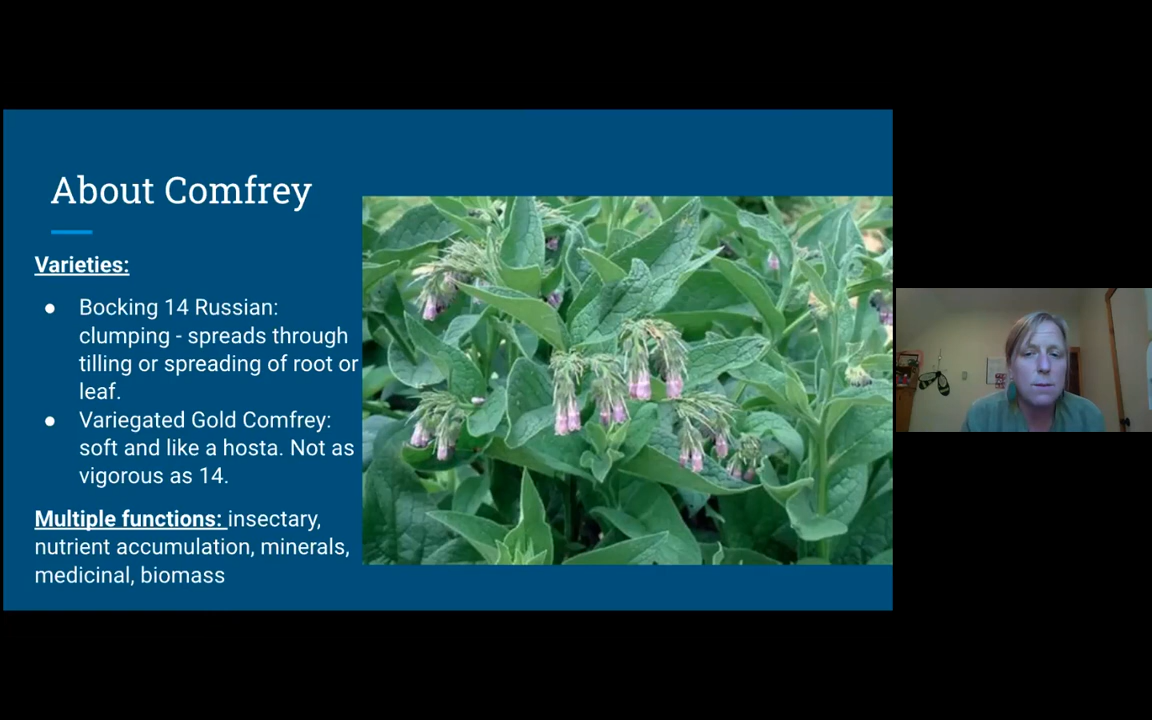 About Comfrey
Varieties:
● Bocking 14 Russian:
clumping - spreads through
tilling or spreading of root or
leaf.
● Variegated Gold Comfrey:
soft and like a hosta. Not as
vigorous as 14.
Multiple functions: insectary,
nutrient accumulation, minerals,
medicinal, biomass